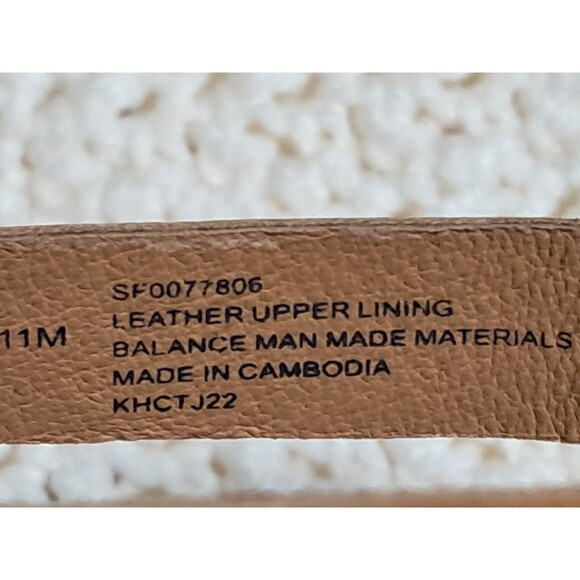 11M
SF0077806
LEATHER UPPER LINING
BALANCE MAN MADE MATERIALS
MADE IN CAMBODIA
KHCTJ22